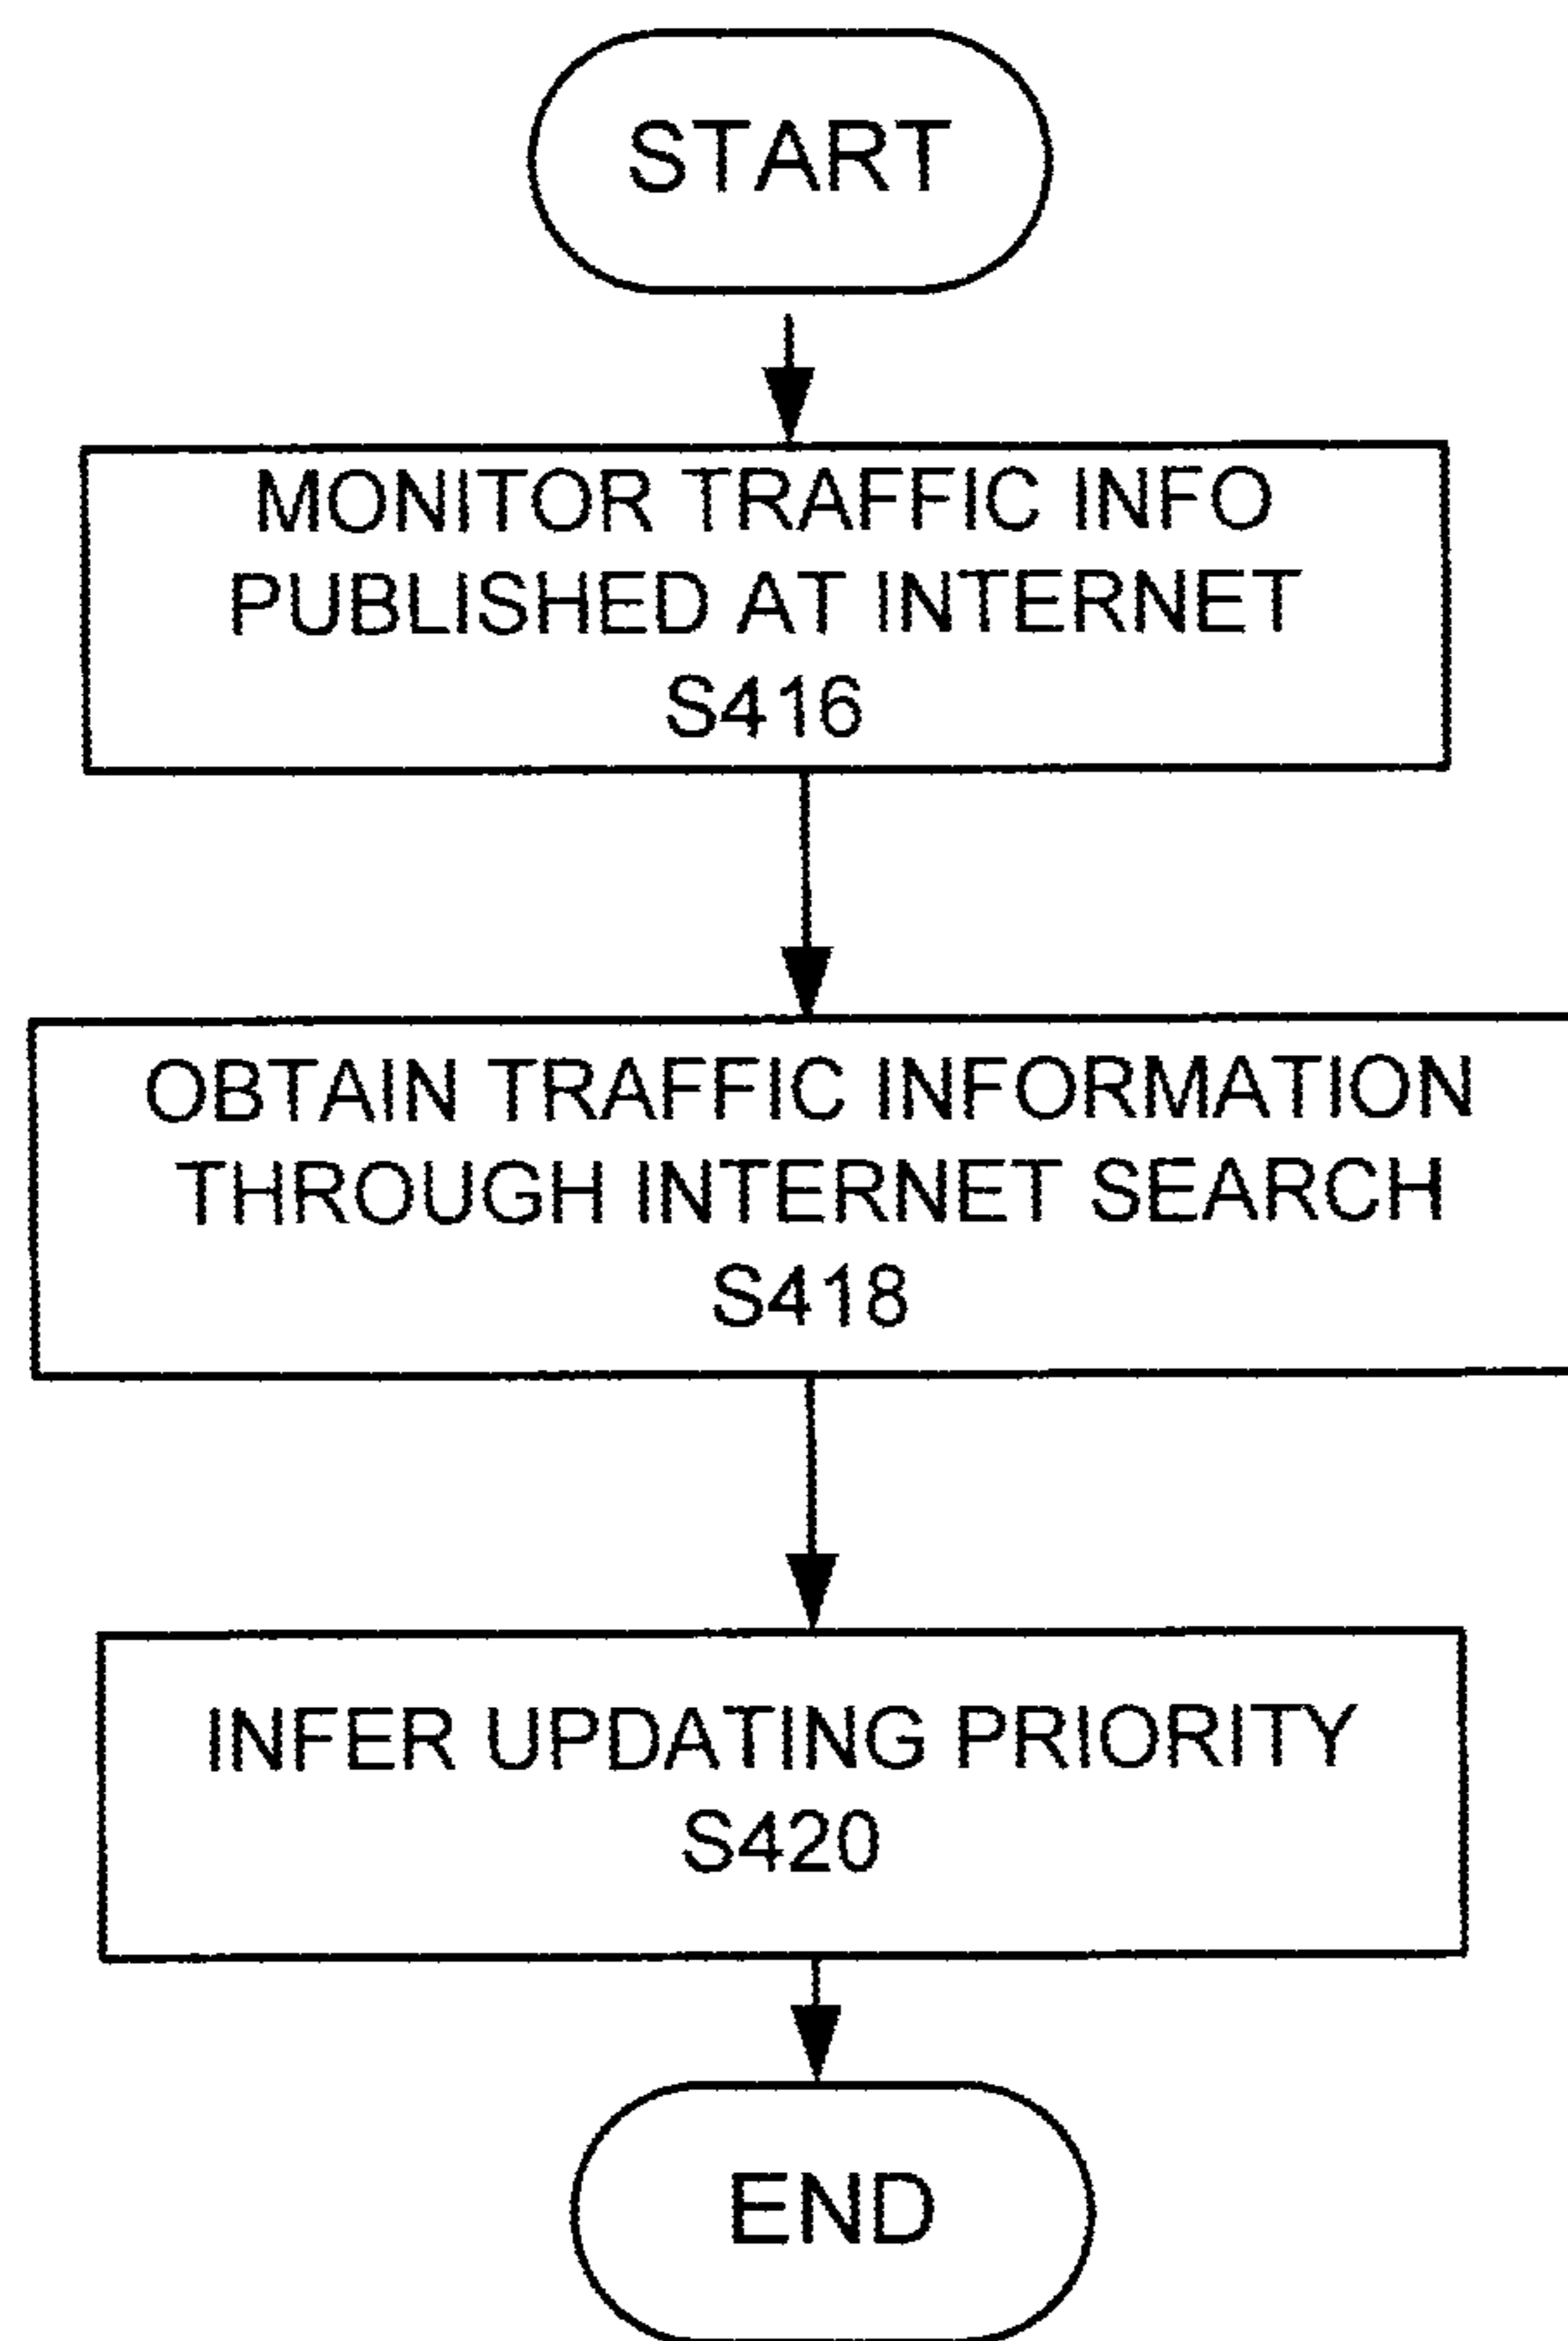 START
MONITOR TRAFFIC INFO
PUBLISHED AT INTERNET
S416
OBTAIN TRAFFIC INFORMATION
THROUGH INTERNET SEARCH
S418
INFER UPDATING PRIORITY
S420
END